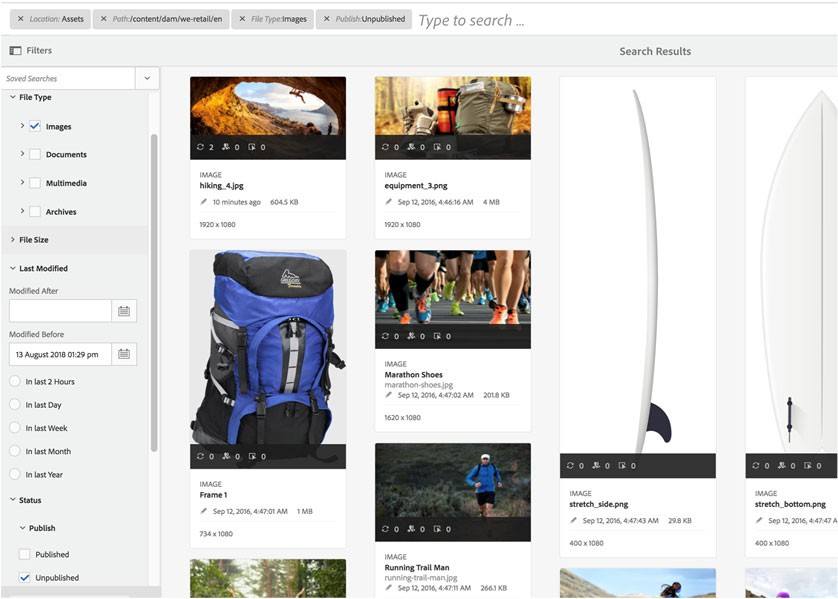 Location: Assets
Path:/content/dam/we-retail/en
File Type:Images
Publish:Unpublished
Type to search ...
Filters
Search Results
Saved Searches
File Type
Images
Documents
Multimedia
Archives
File Size
Last Modified
Modified After
Modified Before
13 August 2018 01:29 pm
In last 2 Hours
In last Day
In last Week
In last Month
In last Year
Status
Publish
Published
Unpublished
2 0 0
IMAGE
hiking_4.jpg
10 minutes ago 604.5 KB
1920 x 1080
GREGORY
0 0 0
IMAGE
Frame 1
Sep 12, 2016, 4:47:01 AM 1 MB
734 x 1080
0 0 0
IMAGE
equipment_3.png
Sep 12, 2016, 4:46:16 AM 4 MB
1920 x 1080
0 0 0
IMAGE
Marathon Shoes
marathon-shoes.jpg
Sep 12, 2016, 4:47:02 AM 201.8 KB
1620 x 1080
0 0 0
IMAGE
Running Trail Man
running-trail-man.jpg
Sep 12, 2016, 4:47:11 AM 266.1 KB
0 0 0
IMAGE
stretch_side.png
Sep 12, 2016, 4:47:43 AM 29.8 KB
400 x 1080
0 0 0
IMAGE
stretch_bottom.png
Sep 12, 2016, 4:47:47 A
400 x 1080